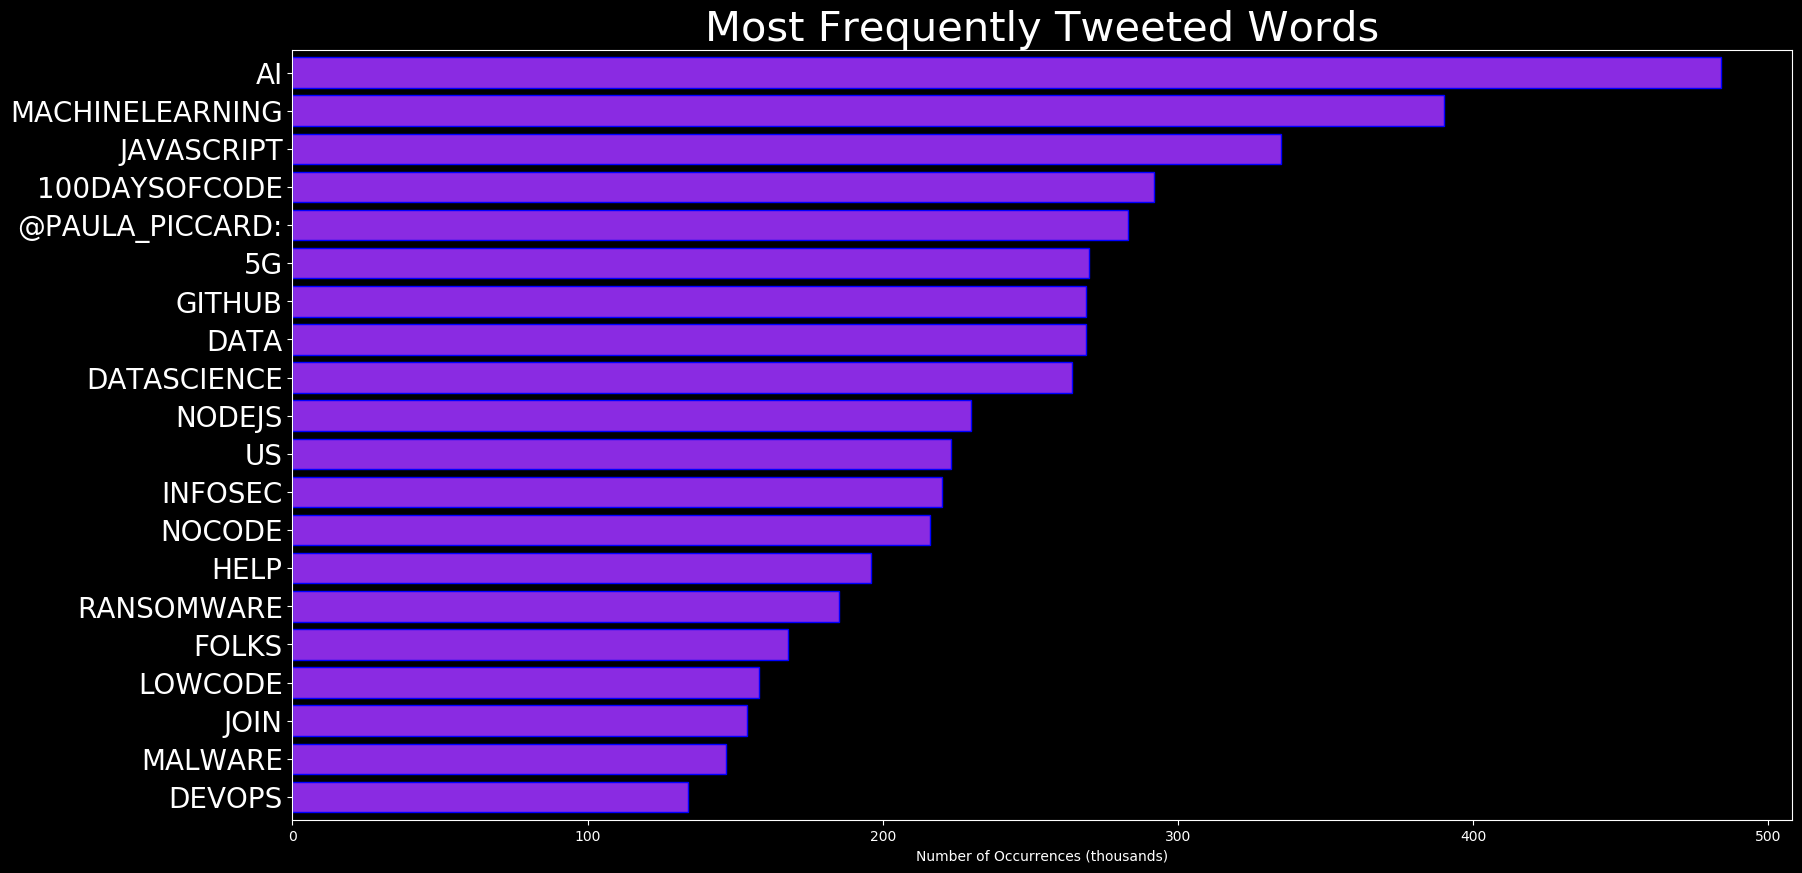 Most Frequently Tweeted Words
AI
MACHINELEARNING
JAVASCRIPT
100DAYSOFCODE
@PAULA_PICCARD:
5G
GITHUB
DATA
DATASCIENCE
NODEJS
US
INFOSEC
NOCODE
HELP
RANSOMWARE
FOLKS
LOWCODE
JOIN
MALWARE
DEVOPS
0 100 200 300 400 500
Number of Occurrences (thousands)